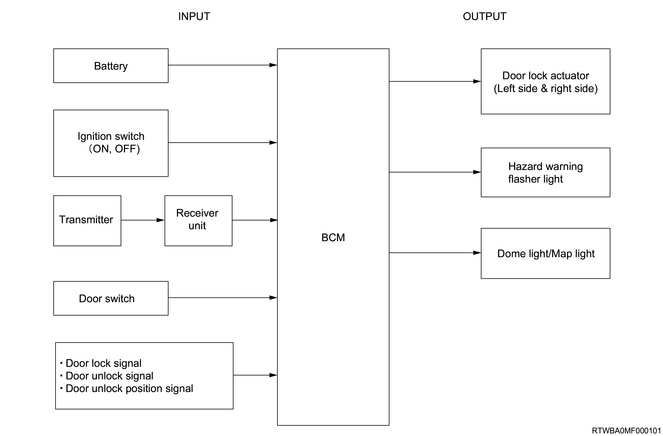 INPUT
OUTPUT
Battery
Ignition switch
(ON, OFF)
Transmitter
Receiver
unit
Door switch
・Door lock signal
・Door unlock signal
・Door unlock position signal
BCM
Door lock actuator
(Left side & right side)
Hazard warning
flasher light
Dome light/Map light
RTWBA0MF000101